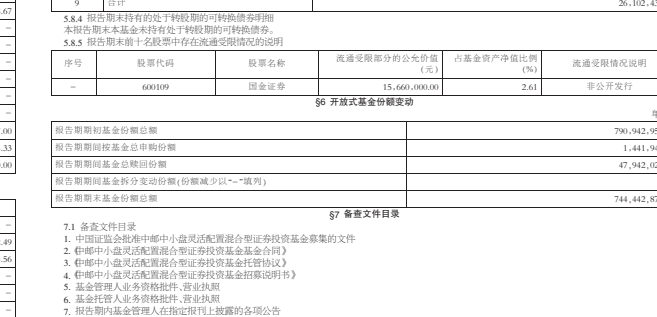 3.67
–
–
–
–
–
–
7.00
4.33
0.00
–
2.49
3.56
–
–
–
9 合计 26,102,43
5.8.4 报告期末持有的处于转股期的可转换债券明细
本报告期末本基金未持有处于转股期的可转换债券。
5.8.5 报告期末前十名股票中存在流通受限情况的说明
序号 股票代码 股票名称 流通受限部分的公允价值(元) 占基金资产净值比例(%) 流通受限情况说明
– 600109 国金证券 15,660,000.00 2.61 非公开发行
§6 开放式基金份额变动
报告期期初基金份额总额 790,942,95
报告期期间基金总申购份额 1,441,94
报告期期间基金总赎回份额 47,942,02
报告期期间基金拆分变动份额(份额减少以“–”填列)
报告期期末基金份额总额 744,442,87
§7 备查文件目录
7.1 备查文件目录
1. 中国证监会批准中邮中小盘灵活配置混合型证券投资基金募集的文件
2.《中邮中小盘灵活配置混合型证券投资基金基金合同》
3.《中邮中小盘灵活配置混合型证券投资基金托管协议》
4.《中邮中小盘灵活配置混合型证券投资基金招募说明书》
5. 基金管理人业务资格批件、营业执照
6. 基金托管人业务资格批件、营业执照
7. 报告期内基金管理人在指定报刊上披露的各项公告